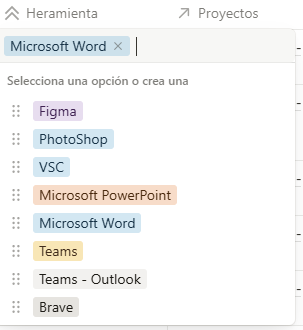 Heramienta Proyectos
Microsoft Word ×
Selecciona una opción o crea una
Figma
PhotoShop
VSC
Microsoft PowerPoint
Microsoft Word
Teams
Teams - Outlook
Brave